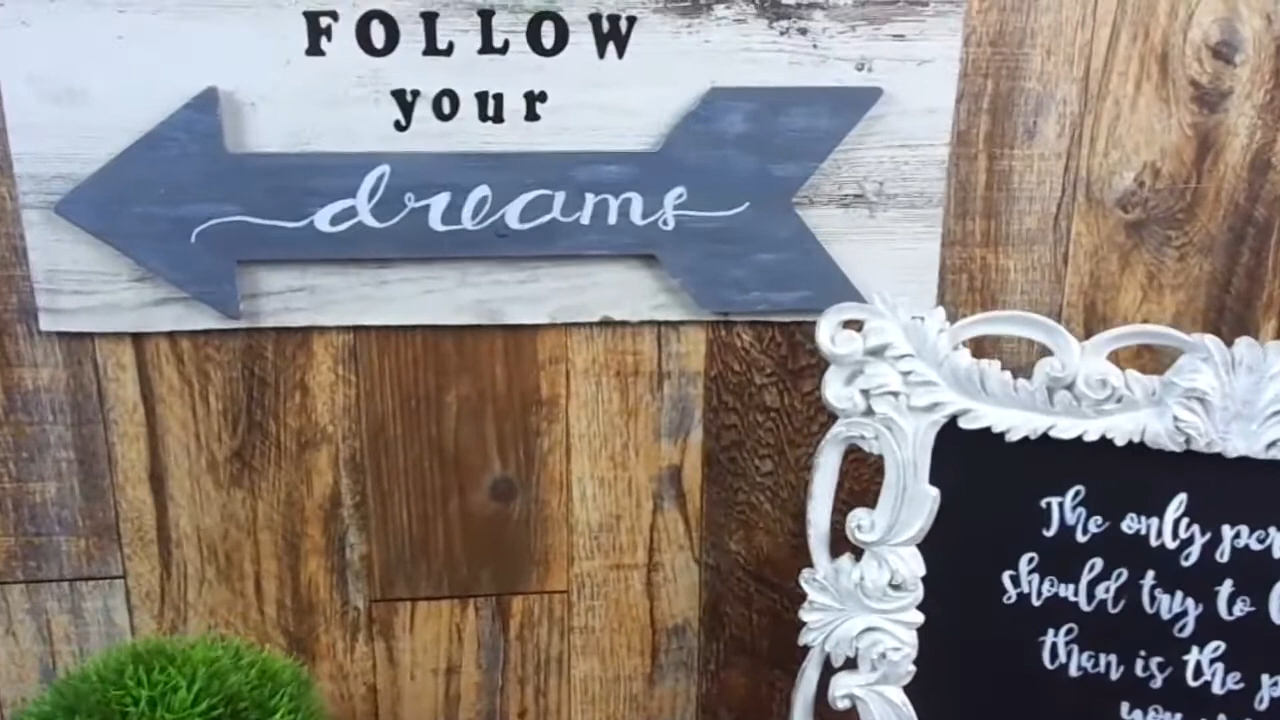 FOLLOW
your
dreams
The only
should try to
than is the